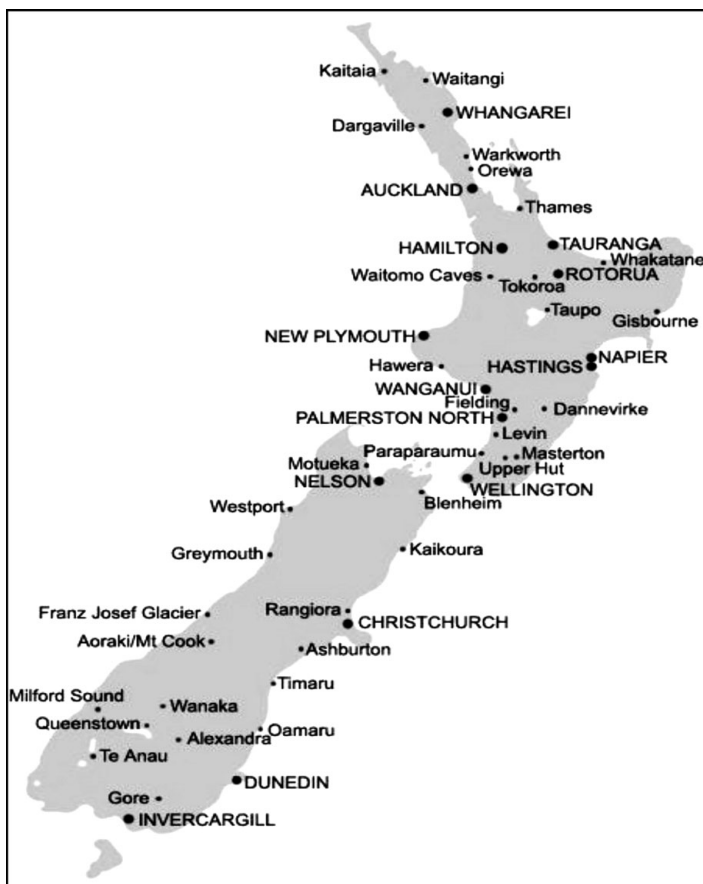 Kaitaia
Waitangi
WHANGAREI
Dargaville
Warkworth
Orewa
AUCKLAND
Thames
HAMILTON
TAURANGA
Whakatane
Waitomo Caves
Tokoroa
ROTORUA
Taupo
Gisbourne
NEW PLYMOUTH
NAPIER
Hawera
HASTINGS
WANGANUI
Fielding
Dannevirke
PALMERSTON NORTH
Levin
Paraparaumu
Masterton
Motueka
Upper Hut
NELSON
WELLINGTON
Blenheim
Westport
Greymouth
Kaikoura
Franz Josef Glacier
Rangiora
CHRISTCHURCH
Aoraki/Mt Cook
Ashburton
Timaru
Milford Sound
Wanaka
Queenstown
Oamaru
Alexandra
Te Anau
DUNEDIN
Gore
INVERCARGILL